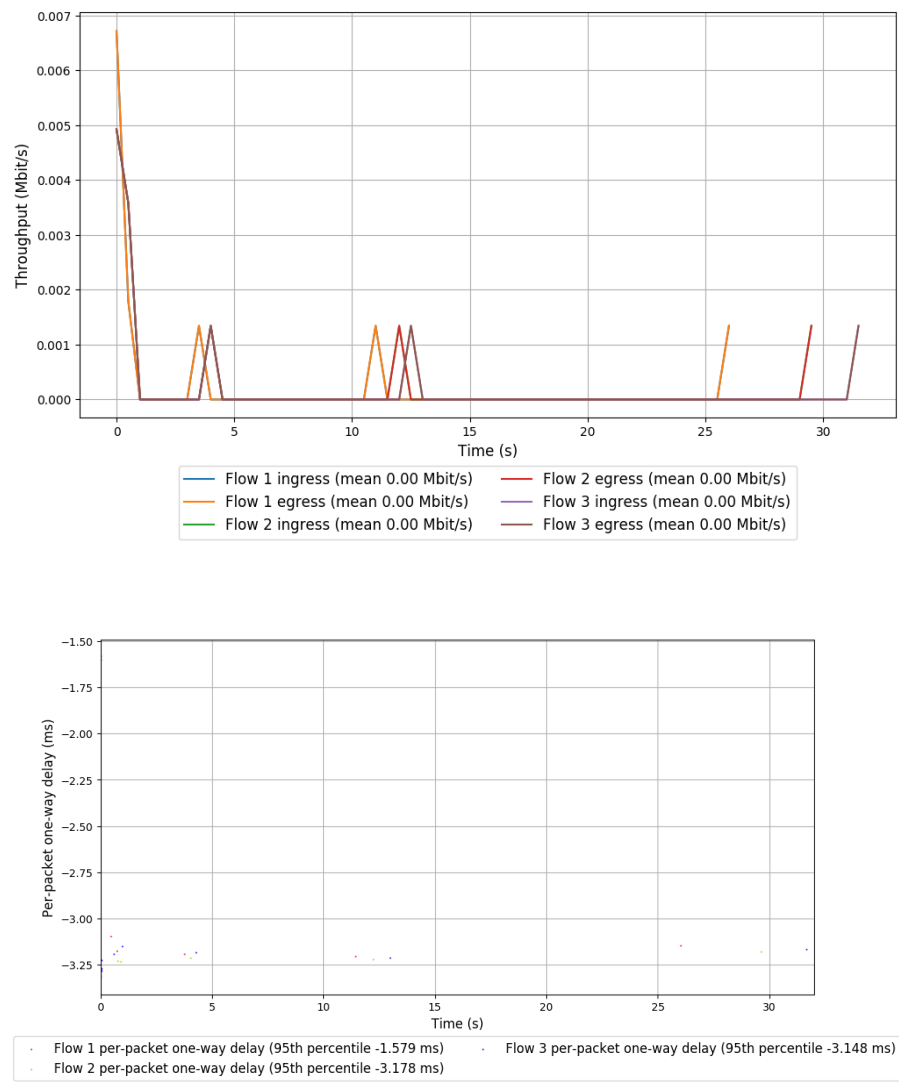 0.007
0.006
0.005
0.004
0.003
0.002
0.001
0.000
Throughput (Mbit/s)
0 5 10 15 20 25 30
Time (s)
Flow 1 ingress (mean 0.00 Mbit/s) Flow 2 egress (mean 0.00 Mbit/s)
Flow 1 egress (mean 0.00 Mbit/s) Flow 3 ingress (mean 0.00 Mbit/s)
Flow 2 ingress (mean 0.00 Mbit/s) Flow 3 egress (mean 0.00 Mbit/s)
−1.50
−1.75
−2.00
−2.25
−2.50
−2.75
−3.00
−3.25
Per-packet one-way delay (ms)
0 5 10 15 20 25 30
Time (s)
Flow 1 per-packet one-way delay (95th percentile -1.579 ms) Flow 3 per-packet one-way delay (95th percentile -3.148 ms)
Flow 2 per-packet one-way delay (95th percentile -3.178 ms)